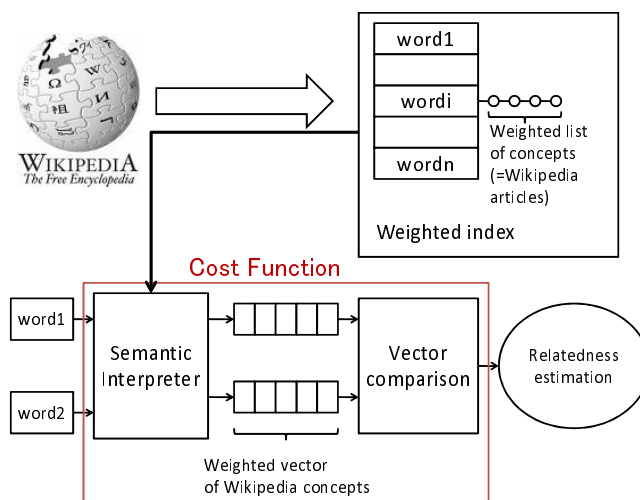 Ω
W
И
祖
WIKIPEDIA
The Free Encyclopedia
word1
wordi
wordn
Weighted list
of concepts
(=Wikipedia
articles)
Weighted index
Cost Function
word1
word2
Semantic
Interpreter
Vector
comparison
Relatedness
estimation
Weighted vector
of Wikipedia concepts